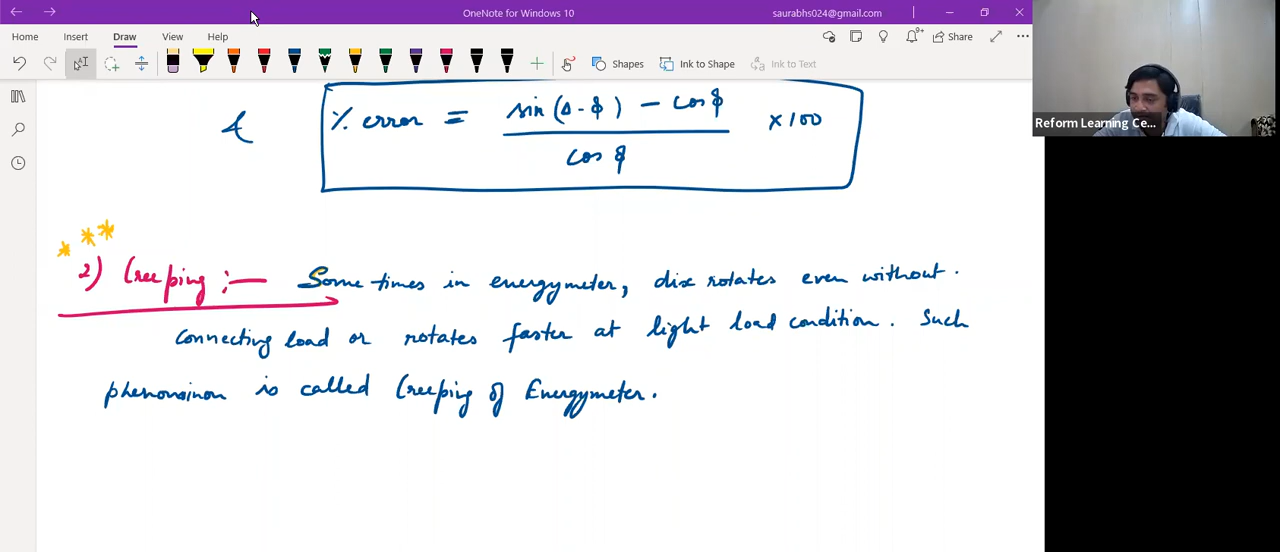 OneNote for Windows 10
saurabhs024@gmail.com
Home Insert Draw View Help
9+
Share
Shapes
Ink to Shape
Ink to Text
Reform Learning Ce...
& % error = sin (Δ-φ) - cos φ / cos φ × 100
*** 2) Creeping :— Some times in energymeter, disc rotates even without.
connecting load or rotates faster at light load condition. Such
phenonsinon is called Creeping of Energymeter.